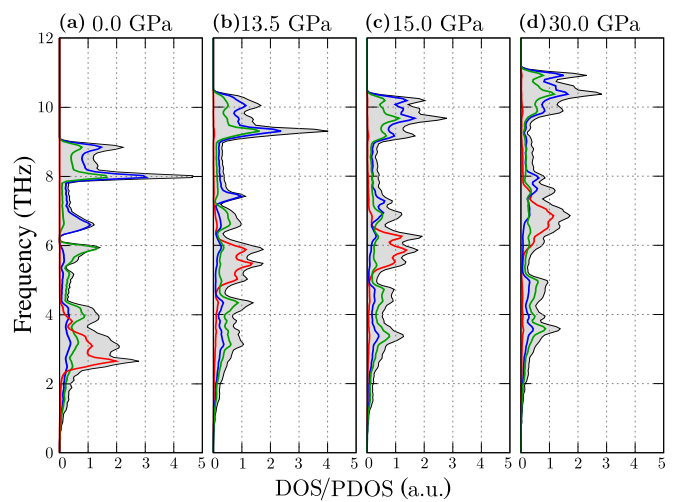 (a) 0.0 GPa (b) 13.5 GPa (c) 15.0 GPa (d) 30.0 GPa
12
10
8
6
4
2
0
Frequency (THz)
0 1 2 3 4 5 0 1 2 3 4 5 0 1 2 3 4 5 0 1 2 3 4 5
DOS/PDOS (a.u.)